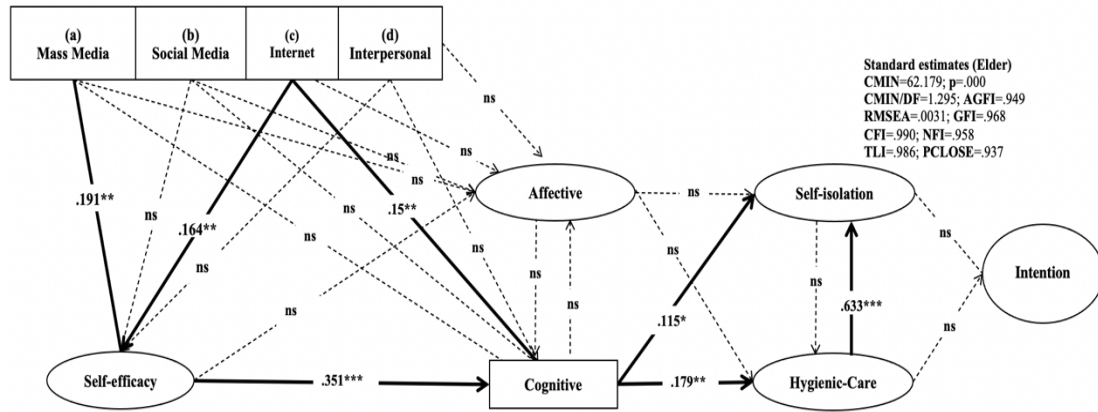 (a)
Mass Media
(b)
Social Media
(c)
Internet
(d)
Interpersonal
Standard estimates (Elder)
CMIN=62.179; p=.000
CMIN/DF=1.295; AGFI=.949
RMSEA=.0031; GFI=.968
CFI=.990; NFI=.958
TLI=.986; PCLOSE=.937
ns
ns
ns
ns
Affective
ns
Self-isolation
.191**
ns
.164**
ns
.15**
ns
ns
ns
ns
ns
ns
ns
ns
Intention
ns
.115*
.633***
ns
Self-efficacy
.351***
Cognitive
.179**
Hygienic-Care